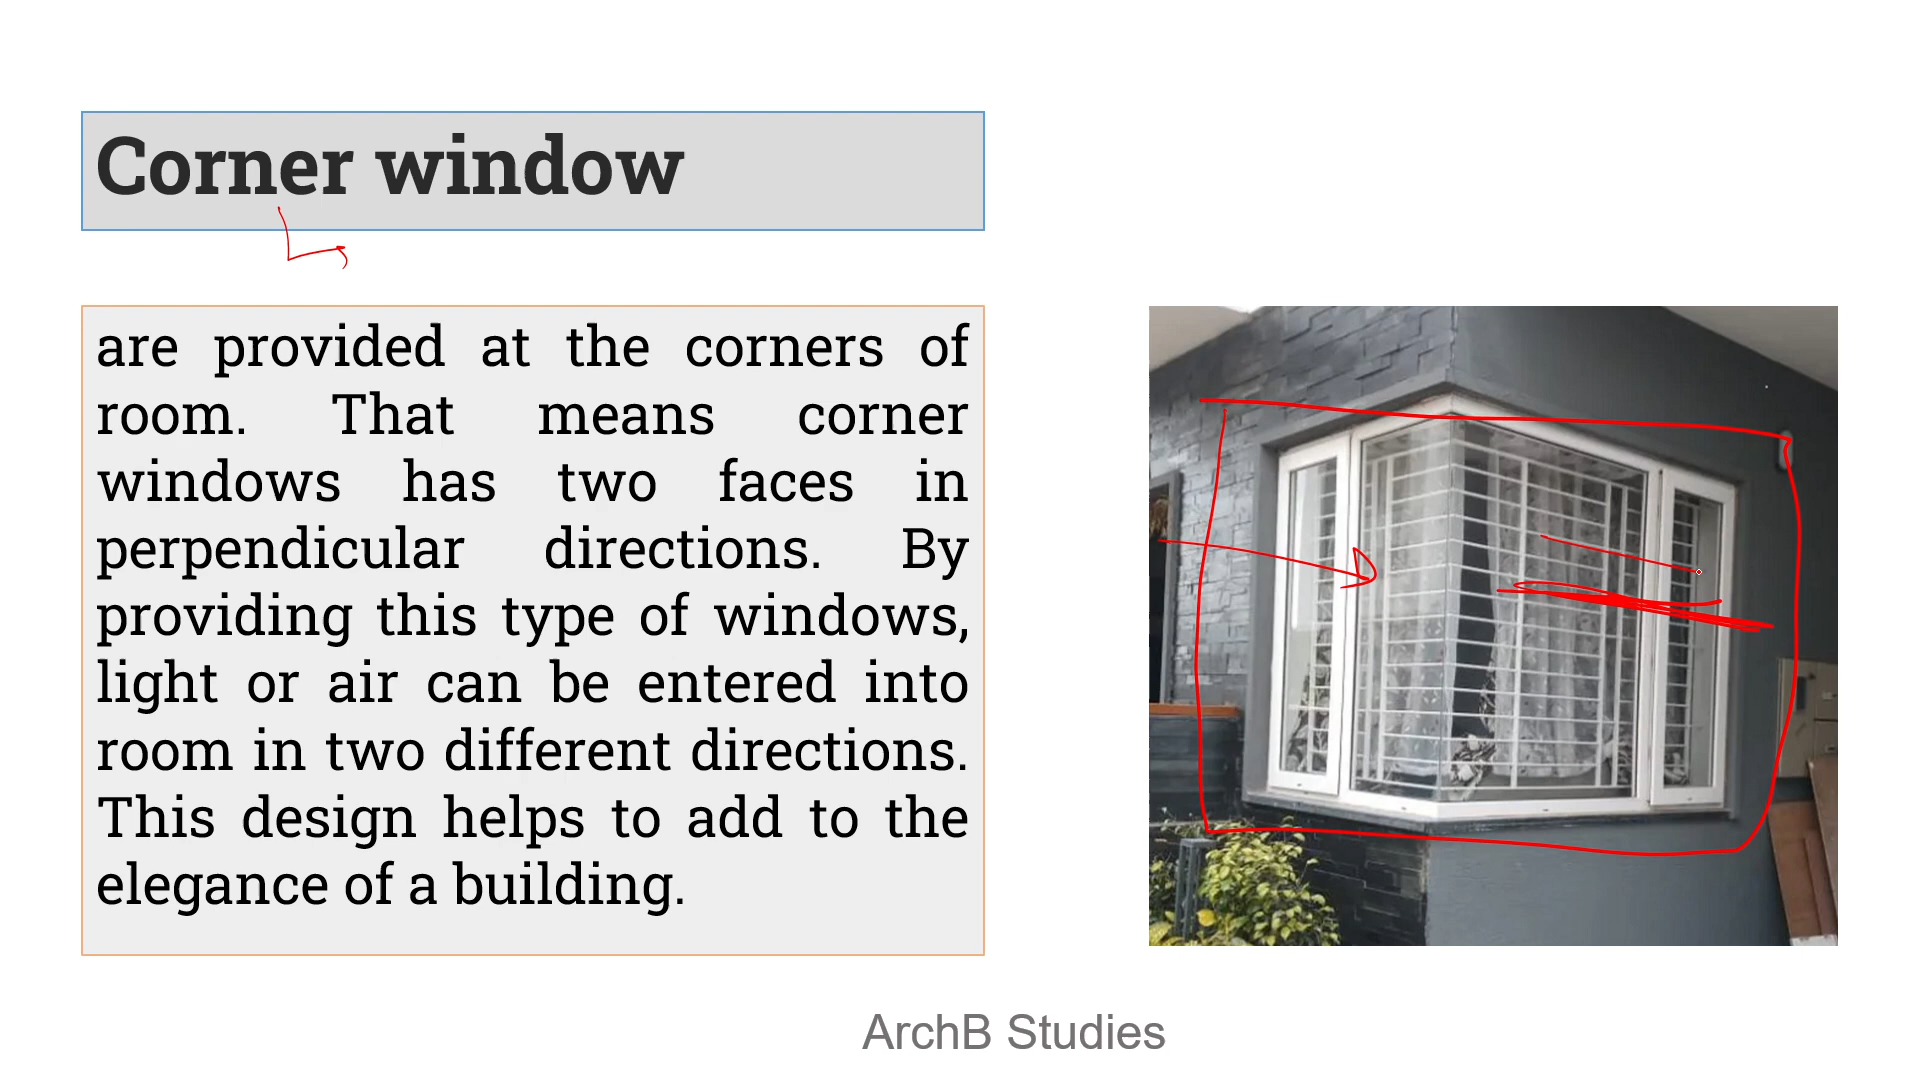 Corner window
are provided at the corners of
room. That means corner
windows has two faces in
perpendicular directions. By
providing this type of windows,
light or air can be entered into
room in two different directions.
This design helps to add to the
elegance of a building.
ArchB Studies